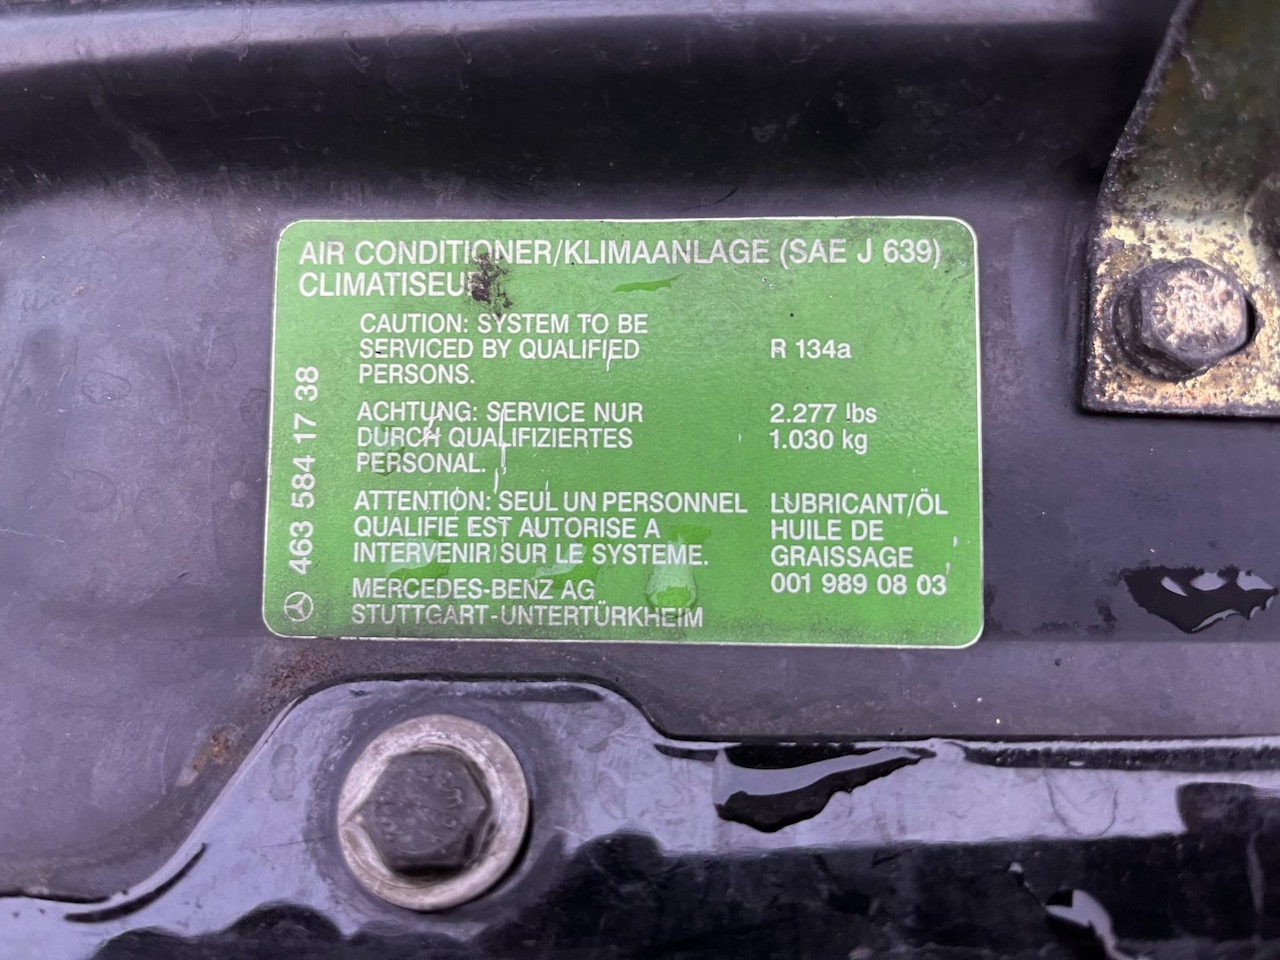 AIR CONDITIONER/KLIMAANLAGE (SAE J 639)
CLIMATISEUR
CAUTION: SYSTEM TO BE
SERVICED BY QUALIFIED
PERSONS.
R 134a
ACHTUNG: SERVICE NUR
DURCH QUALIFIZIERTES
PERSONAL.
2.277 lbs
1.030 kg
ATTENTION: SEUL UN PERSONNEL
QUALIFIE EST AUTORISE A
INTERVENIR SUR LE SYSTEME.
LUBRICANT/ÖL
HUILE DE
GRAISSAGE
001 989 08 03
MERCEDES-BENZ AG
STUTTGART-UNTERTÜRKHEIM
463 584 17 38